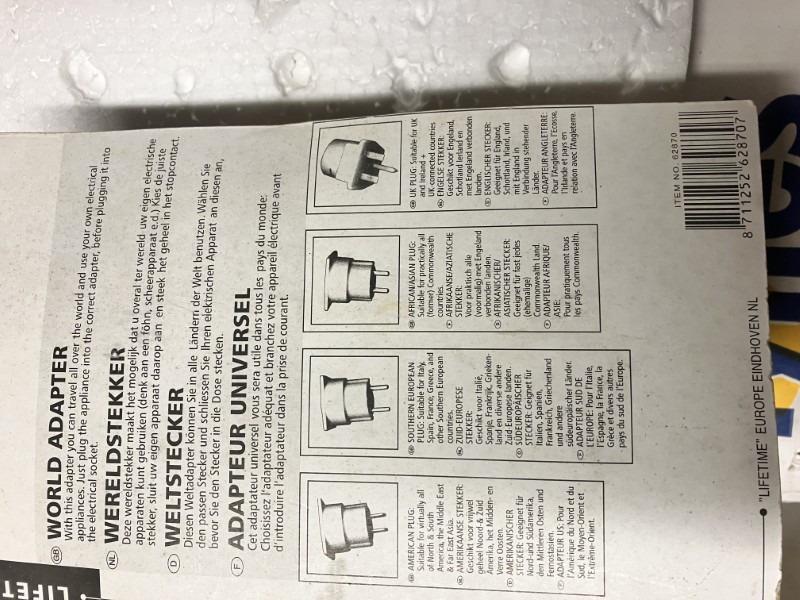 LIFET
GB WORLD ADAPTER
With this adapter you can travel all over the world and use your own electrical
appliances. Just plug the appliance into the correct adapter, before plugging it into
the electrical socket.
NL WERELDSTEKKER
Deze wereldstekker maakt het mogelijk dat u overal ter wereld uw eigen electrische
apparaten kunt gebruiken (denk aan een föhn, scheerapparaat e.d.) Kies de juiste
stekker, sluit uw eigen apparaat daarop aan en steek het geheel in het stopcontact.
D WELTSTECKER
Diesen Weltadapter können Sie in alle Ländern der Welt benutzen. Wählen Sie
den passen Stecker und schliessen Sie Ihren elektrischen Apparat an diesen an,
bevor Sie den Stecker in die Dose stecken.
F ADAPTEUR UNIVERSEL
Cet adaptateur universel vous sera utile dans tous les pays du monde:
Choisissez l'adaptateur adéquat et branchez votre appareil électrique avant
d'introduire l'adaptateur dans la prise de courant.
GB AMERICAN PLUG:
Suitable for virtually all
of North & South
America, the Middle East
& Far East Asia.
NL AMERIKAANSE STEKKER:
Geschikt voor vrijwel
geheel Noord-& Zuid
Amerika, het Midden- en
Verre Oosten.
D AMERIKANISCHER
STECKER: Geeignet für
Nord-und Südamerika,
den Mittleren Osten und
Fernostasien.
F ADAPTEUR US: Pour
l'Amérique du Nord et du
Sud, le Moyen-Orient et
l'Extrême-Orient.
GB SOUTHERN EUROPEAN
PLUG: Suitable for Italy,
Spain, France, Greece, and
other Southern European
countries.
NL ZUID-EUROPESE
STEKKER:
Geschikt voor Italië,
Spanje, Frankrijk, Grieken-
land en diverse andere
Zuid-Europese landen.
D SÜDEUROPÄISCHER
STECKER: Geeignet für
Italien, Spanien,
Frankreich, Griechenland
und andere
südeuropäischer Länder.
F ADAPTEUR SUD DE
L'EUROPE: Pour l'Italie,
l'Espagne, la France, la
Grèce et divers autres
pays du sud de l'Europe.
GB AFRICAN/ASIAN PLUG:
Suitable for practically all
(former) Commonwealth
countries.
AFRIKAANSE/AZIATISCHE
STEKKER:
Voor praktisch alle
(voormalig) met Engeland
verbonden landen.
AFRIKANISCHER/
ASIATISCHER STECKER:
Geeignet für fast jedes
(ehemalige)
Commonwealth Land
F ADAPTEUR AFRIQUE/
ASIE:
Pour pratiquement tous
les pays Commonwealth.
GB UK PLUG: Suitable for UK
and Ireland +
UK connected countries
NL ENGELSE STEKKER:
Geschikt voor Engeland,
Schotland Ierland en
met Engeland verbonden
landen.
D ENGLISCHER STECKER:
Geeignet für England,
Schottland, Irland, und
mit England in
Verbindung stehender
Länder.
F ADAPTEUR ANGLETERRE:
Pour l'Angleterre, l'Ecosse,
l'Irlande et pays en
relation avec l'Angleterre.
• "LIFETIME" EUROPE EINDHOVEN NL
ITEM NO. 62870
8 711252 628707